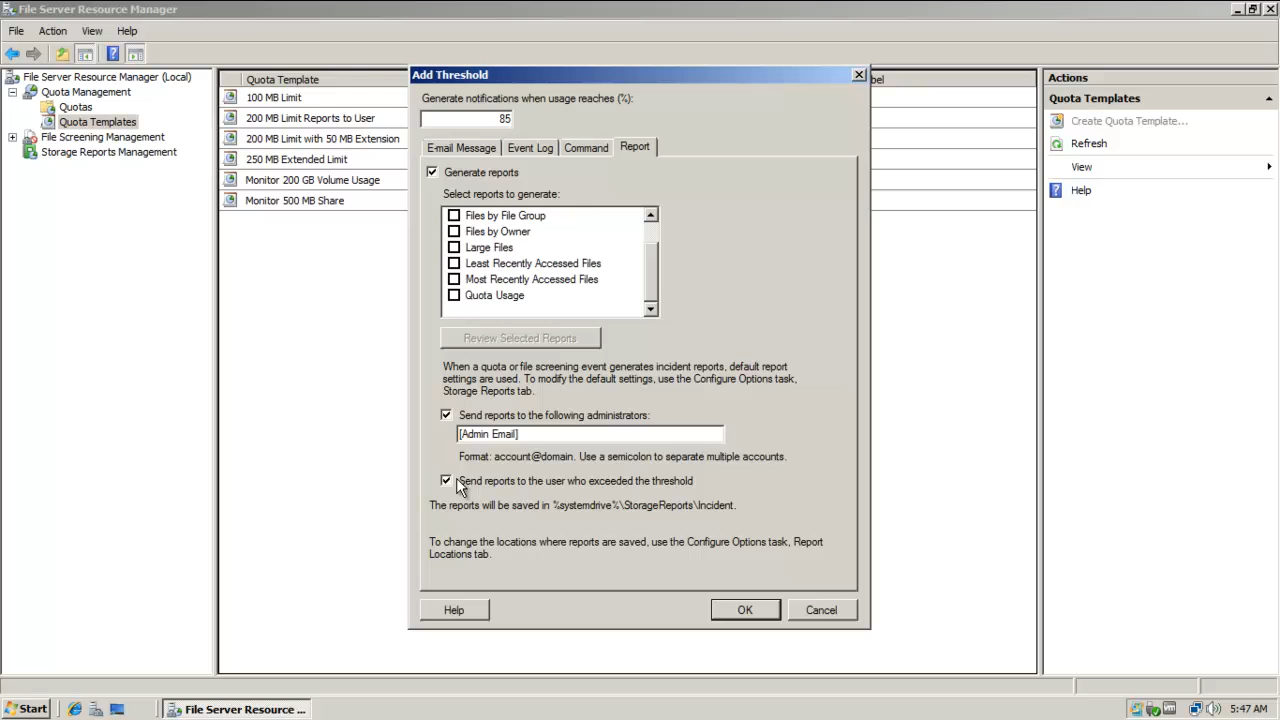 File Server Resource Manager
File Action View Help
File Server Resource Manager (Local)
Quota Management
Quotas
Quota Templates
File Screening Management
Storage Reports Management
Quota Template
100 MB Limit
200 MB Limit Reports to User
200 MB Limit with 50 MB Extension
250 MB Extended Limit
Monitor 200 GB Volume Usage
Monitor 500 MB Share
Add Threshold
Generate notifications when usage reaches (%):
85
E-mail Message Event Log Command Report
Generate reports
Select reports to generate:
Files by File Group
Files by Owner
Large Files
Least Recently Accessed Files
Most Recently Accessed Files
Quota Usage
Review Selected Reports
When a quota or file screening event generates incident reports, default report
settings are used. To modify the default settings, use the Configure Options task,
Storage Reports tab.
Send reports to the following administrators:
[Admin Email]
Format: account@domain. Use a semicolon to separate multiple accounts.
Send reports to the user who exceeded the threshold
The reports will be saved in %systemdrive%\StorageReports\Incident.
To change the locations where reports are saved, use the Configure Options task, Report
Locations tab.
Help OK Cancel
Actions
Quota Templates
Create Quota Template...
Refresh
View
Help
Start
File Server Resource ...
5:47 AM